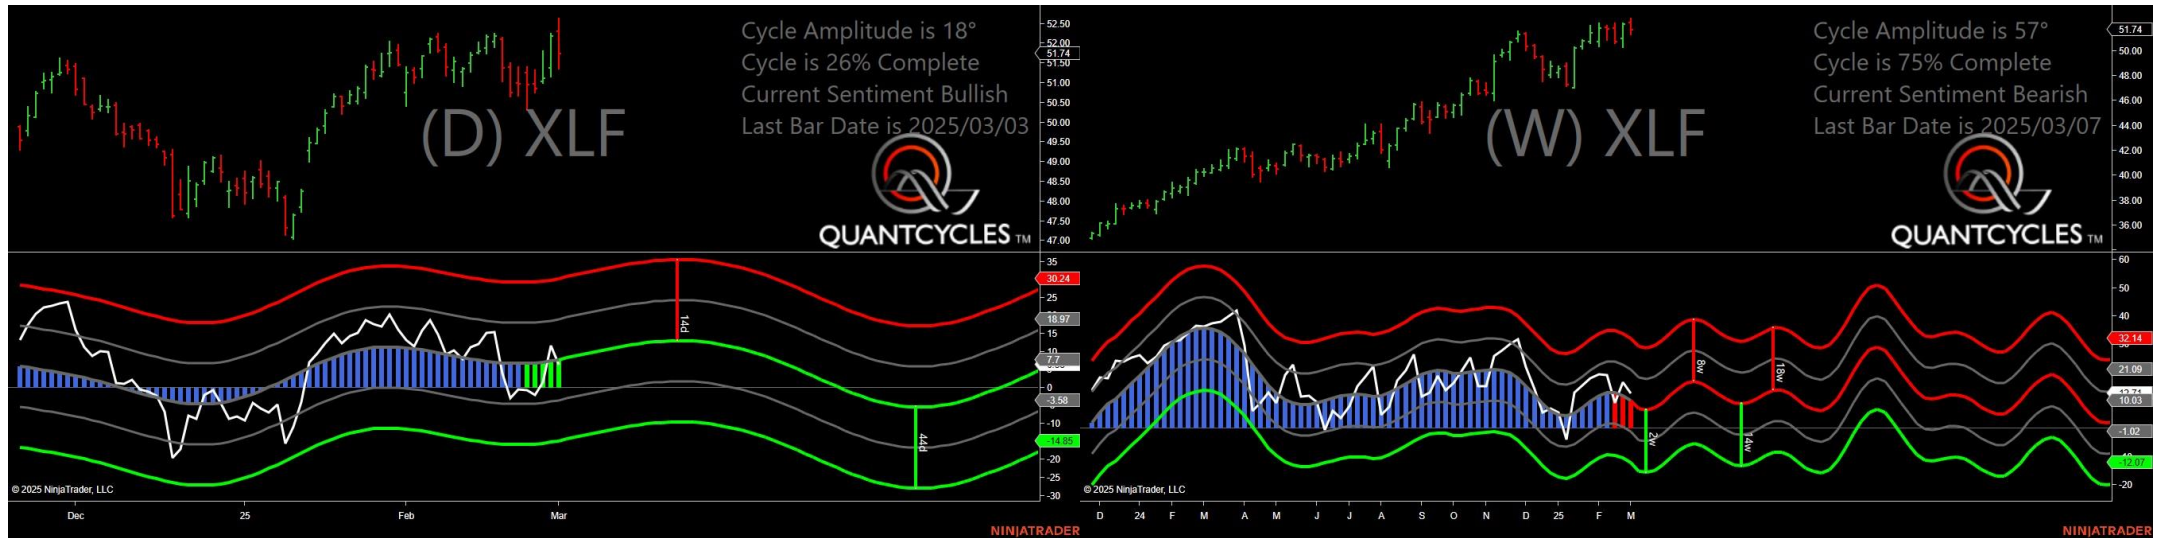 Cycle Amplitude is 18°
Cycle is 26% Complete
Current Sentiment Bullish
Last Bar Date is 2025/03/03
(D) XLF
QUANTCYCLES TM
52.50
52.00
51.74
51.50
51.00
50.50
50.00
49.50
49.00
48.50
48.00
47.50
47.00
35
30.24
25
18.97
15
10
7.7
0
-3.58
-10
-14.85
-20
-25
-30
14d
44d
© 2025 NinjaTrader, LLC
Dec
25
Feb
Mar
NINJATRADER
Cycle Amplitude is 57°
Cycle is 75% Complete
Current Sentiment Bearish
Last Bar Date is 2025/03/07
(W) XLF
QUANTCYCLES TM
51.74
50.00
48.00
46.00
44.00
42.00
40.00
38.00
36.00
60
50
40
32.14
21.09
10.03
-1.02
-12.07
-20
2w
8w
14w
18w
© 2025 NinjaTrader, LLC
D 24 F M A M J J A S O N D 25 F M
NINJATRADER